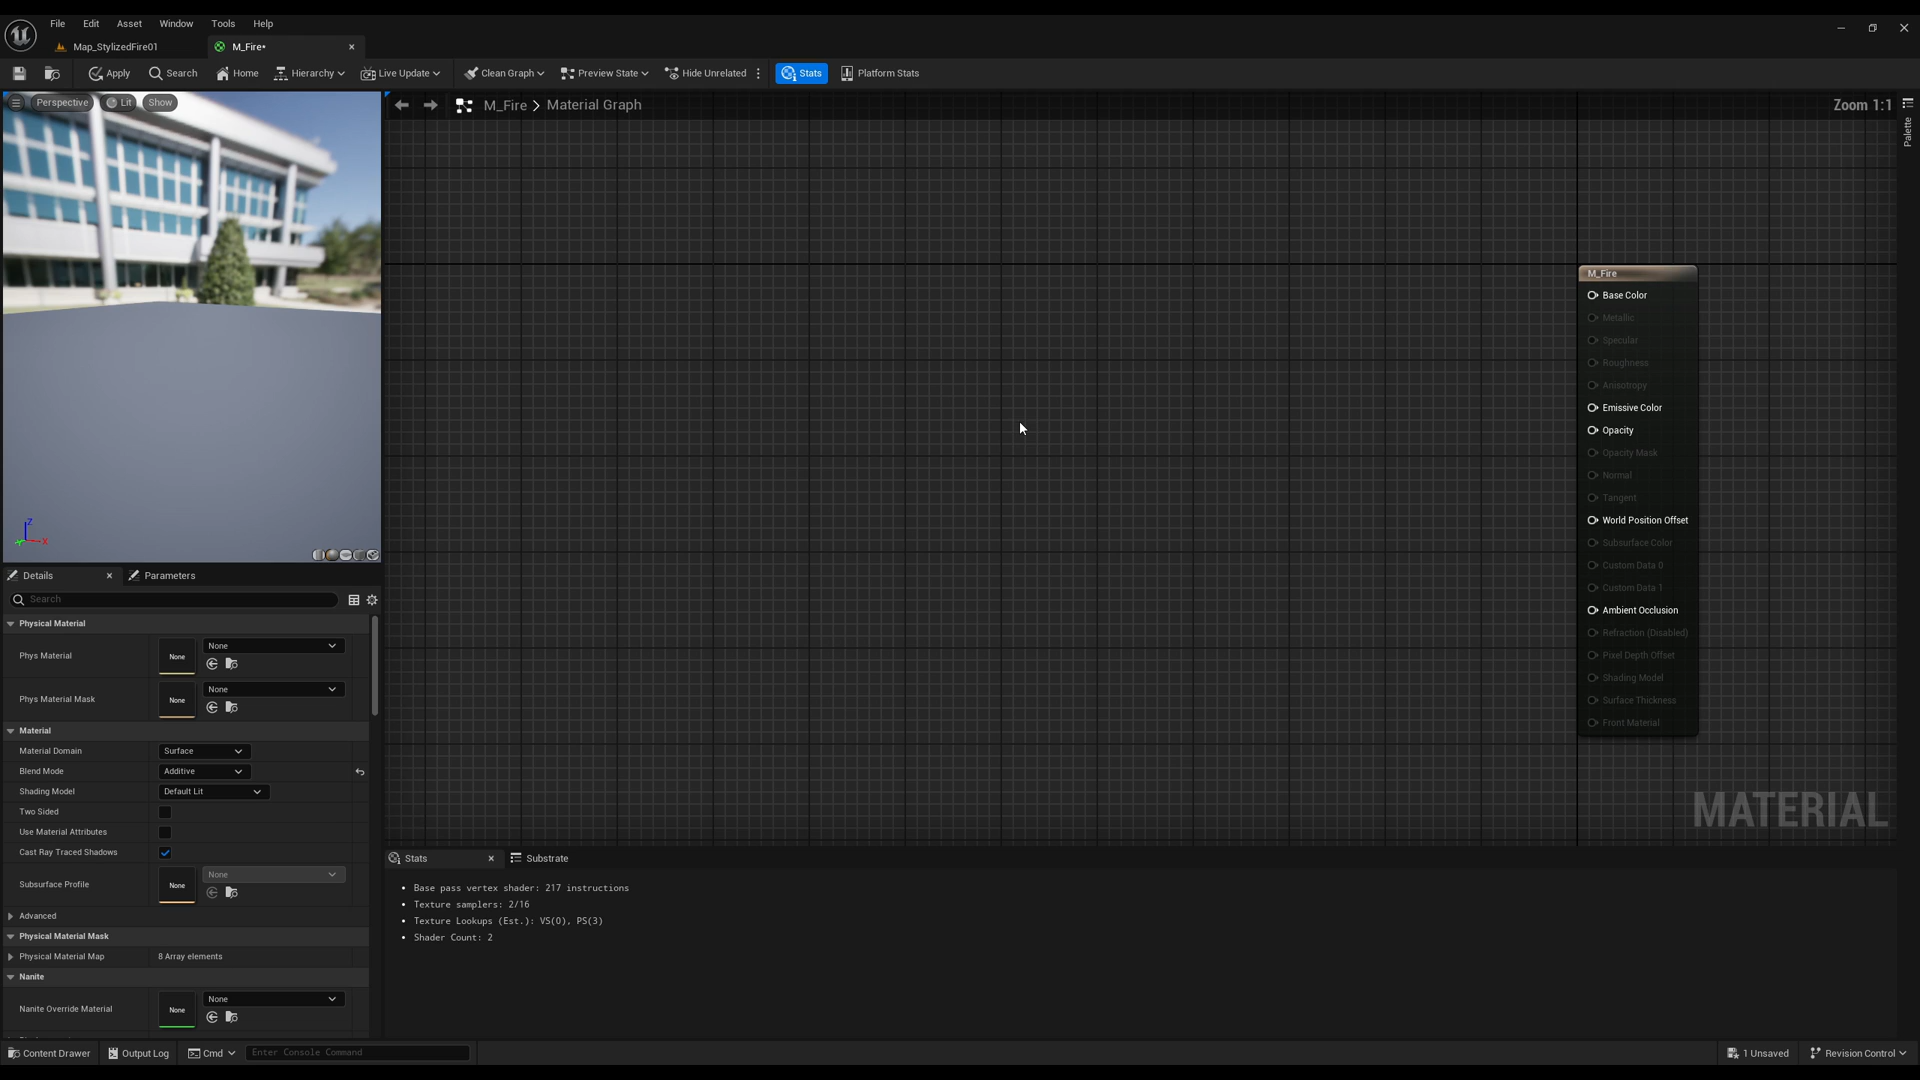 File Edit Asset Window Tools Help
Map_StylizedFire01
M_Fire*
Apply Search Home Hierarchy Live Update Clean Graph Preview State Hide Unrelated Stats Platform Stats
Perspective Lit Show
M_Fire > Material Graph
Zoom 1:1
Palette
M_Fire
Base Color
Metallic
Specular
Roughness
Anisotropy
Emissive Color
Opacity
Opacity Mask
Normal
Tangent
World Position Offset
Subsurface Color
Custom Data 0
Custom Data 1
Ambient Occlusion
Refraction (Disabled)
Pixel Depth Offset
Shading Model
Surface Thickness
Front Material
MATERIAL
Z
X
Details Parameters
Search
Physical Material
Phys Material None None
Phys Material Mask None None
Material
Material Domain Surface
Blend Mode Additive
Shading Model Default Lit
Two Sided
Use Material Attributes
Cast Ray Traced Shadows
Subsurface Profile None None
Advanced
Physical Material Mask
Physical Material Map 8 Array elements
Nanite
Nanite Override Material None None
Stats Substrate
• Base pass vertex shader: 217 instructions
• Texture samplers: 2/16
• Texture Lookups (Est.): VS(0), PS(3)
• Shader Count: 2
Content Drawer Output Log Cmd Enter Console Command
1 Unsaved Revision Control